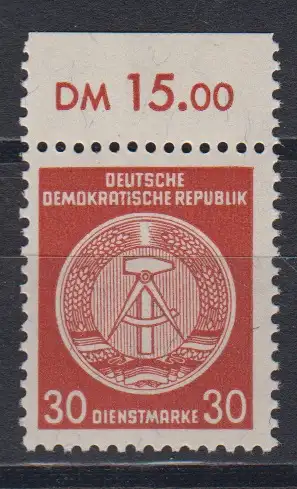 DM 15.00
DEUTSCHE
DEMOKRATISCHE REPUBLIK
30 DIENSTMARKE 30